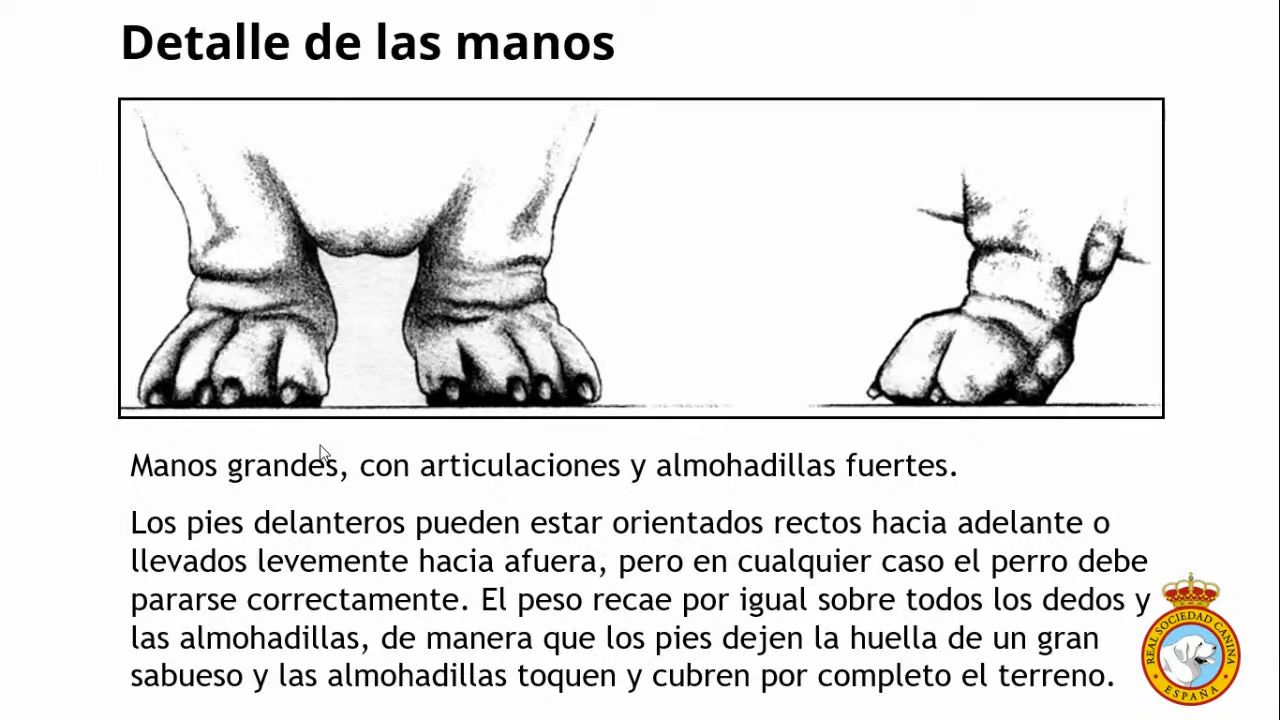 Detalle de las manos
Manos grandes, con articulaciones y almohadillas fuertes.
Los pies delanteros pueden estar orientados rectos hacia adelante o
llevados levemente hacia afuera, pero en cualquier caso el perro debe
pararse correctamente. El peso recae por igual sobre todos los dedos y
las almohadillas, de manera que los pies dejen la huella de un gran
sabueso y las almohadillas toquen y cubren por completo el terreno.
REAL SOCIEDAD CANINA
ESPAÑA